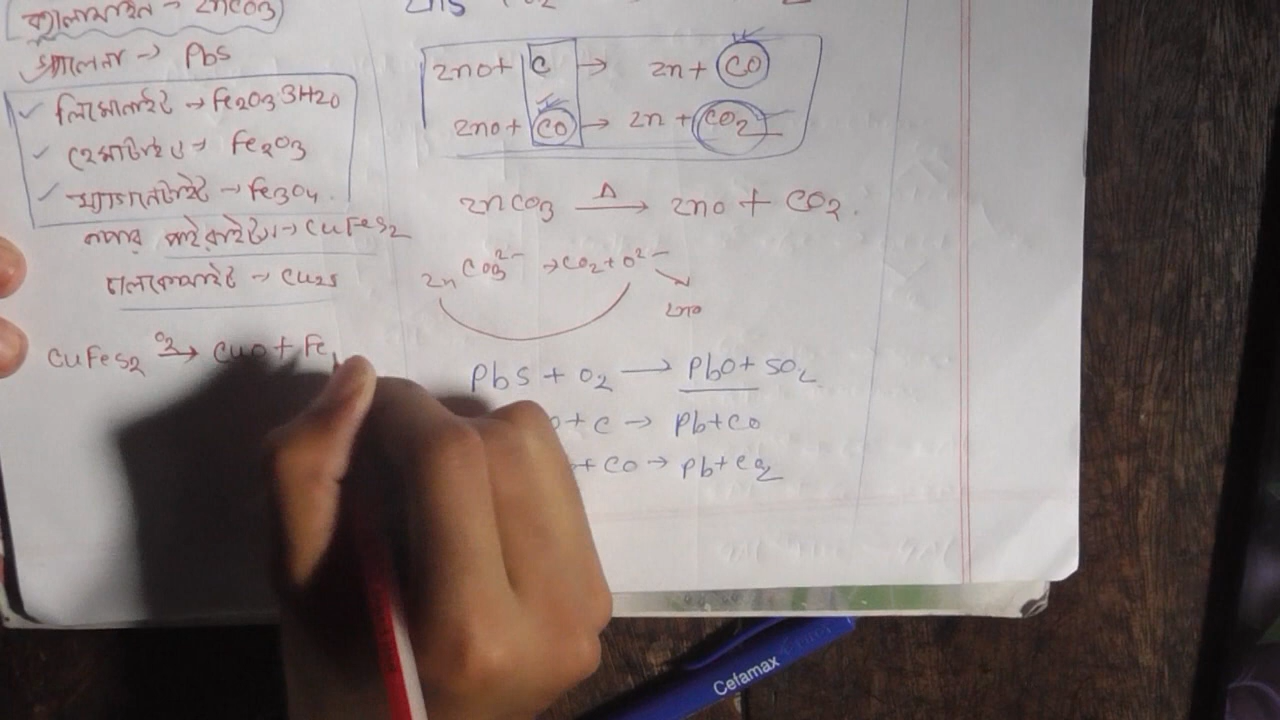 ক্যালামাইন → ZnCO3
গ্যালেনা → PbS
লিমোনাইট → Fe2O3 3H2O
হেমাটাইট → Fe2O3
ম্যাগনেটাইট → Fe3O4
কপার পাইরাইটস → CuFeS2
চালকোসাইট → Cu2S
CuFeS2 O2→ CuO + Fe
ZnO + C → Zn + CO
ZnO + CO → Zn + CO2
ZnCO3 Δ→ ZnO + CO2.
Zn CO3 2- → CO2 + O2-
ZnO
PbS + O2 → PbO + SO2
+ C → Pb + CO
+ CO → Pb + CO2
Cefamax